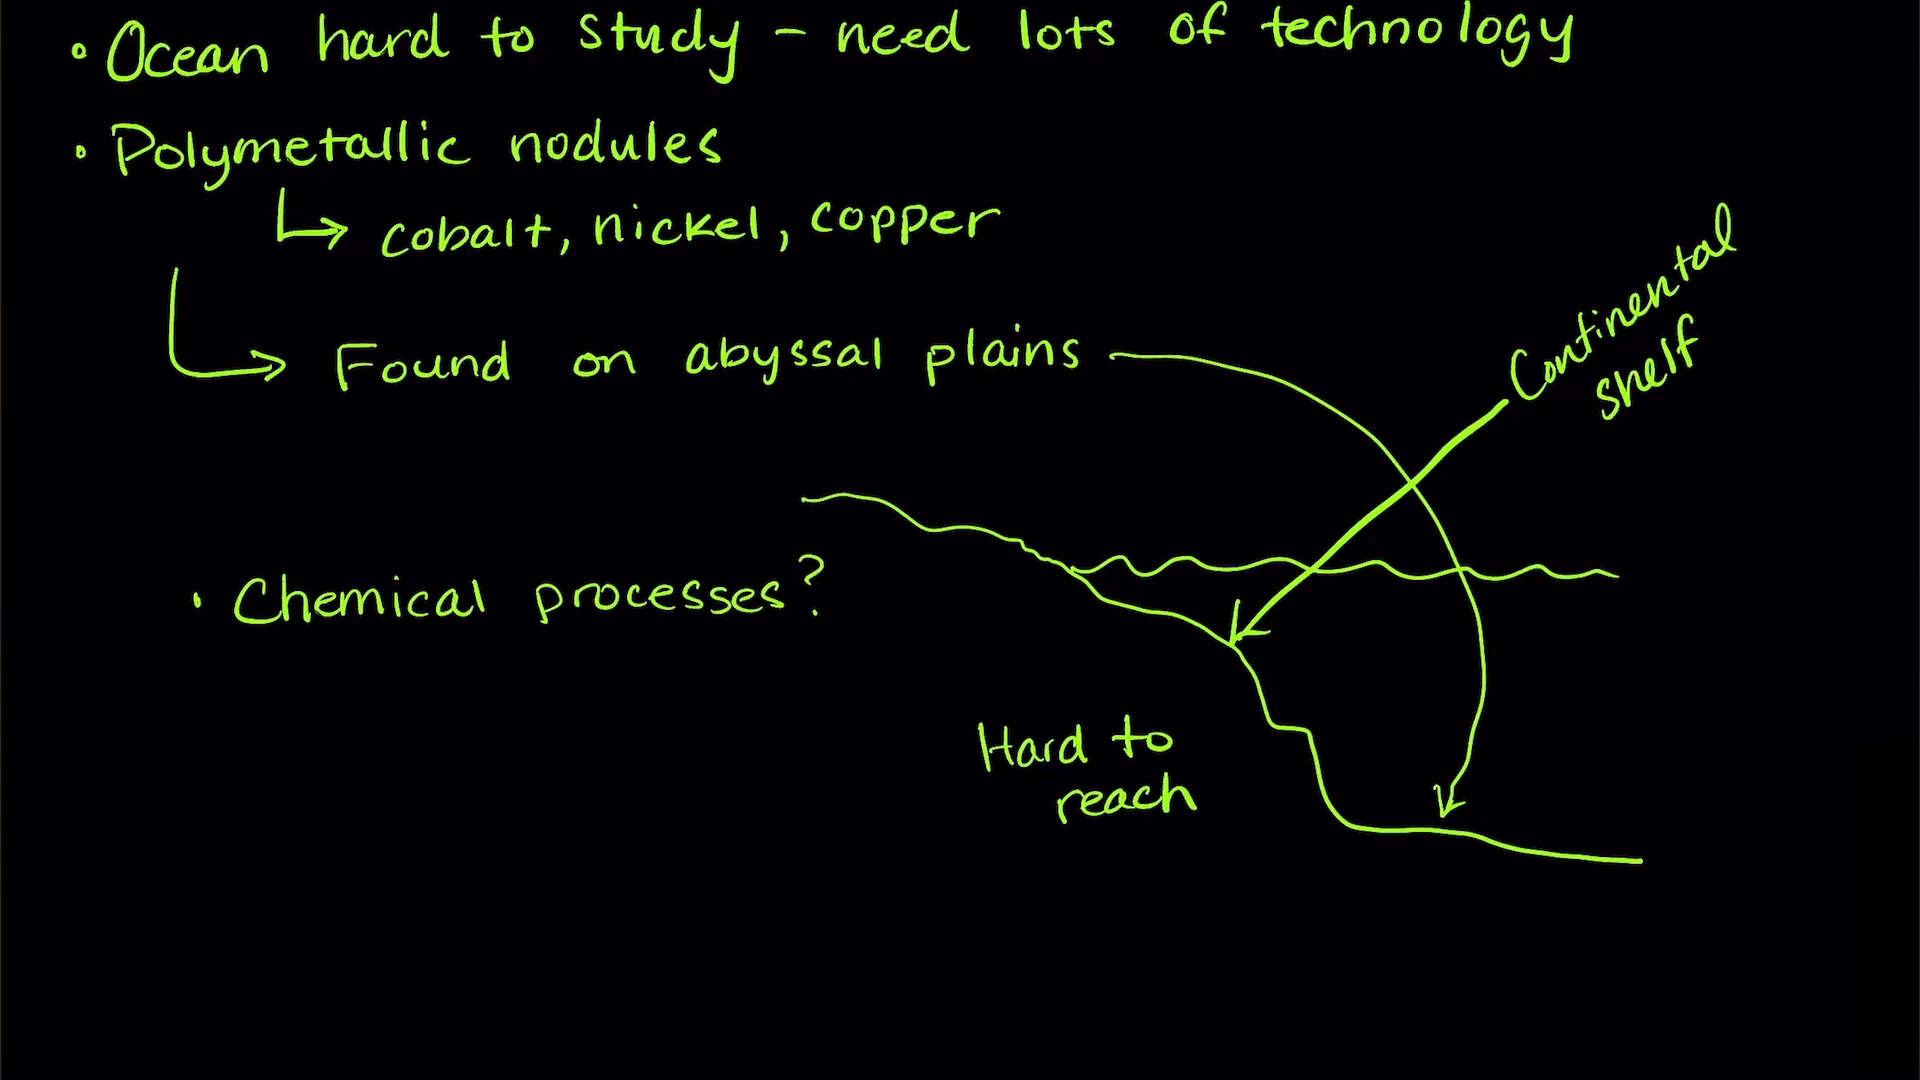 • Ocean hard to study – need lots of technology
• Polymetallic nodules
↳ cobalt, nickel, copper
↳ Found on abyssal plains
Continental
shelf
• Chemical processes?
Hard to
reach